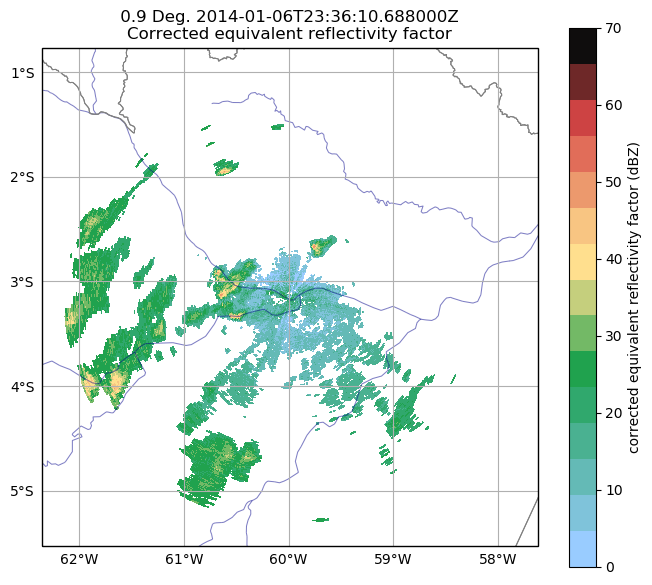 0.9 Deg. 2014-01-06T23:36:10.688000Z
Corrected equivalent reflectivity factor
1°S
2°S
3°S
4°S
5°S
62°W
61°W
60°W
59°W
58°W
70
60
50
40
30
20
10
0
corrected equivalent reflectivity factor (dBZ)